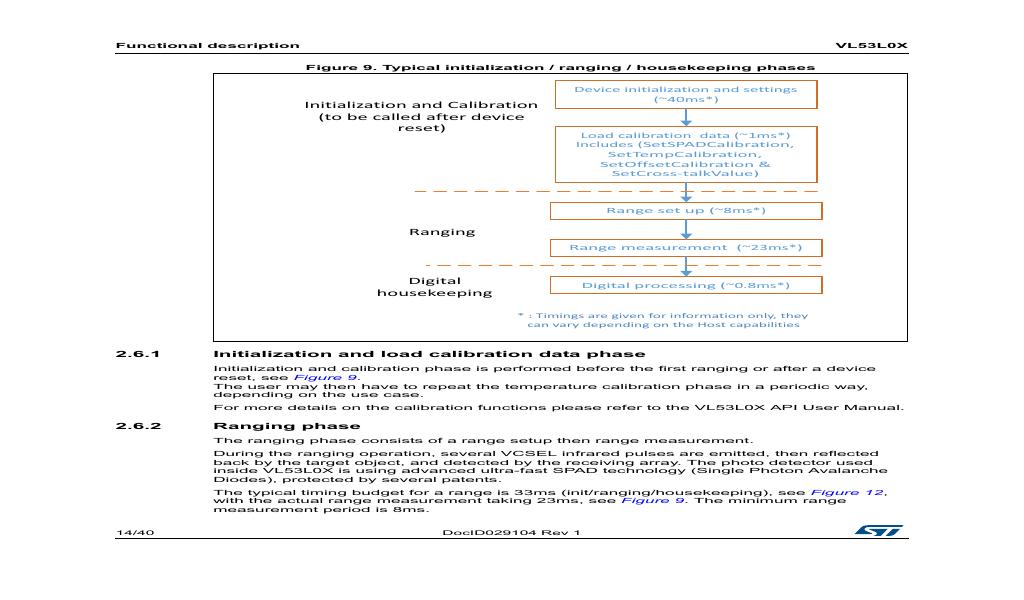 Functional description VL53L0X
Figure 9. Typical initialization / ranging / housekeeping phases
Initialization and Calibration
(to be called after device
reset)
Device initialization and settings
(~40ms*)
Load calibration data (~1ms*)
Includes (SetSPADCalibration,
SetTempCalibration,
SetOffsetCalibration &
SetCross-talkValue)
Range set up (~8ms*)
Ranging
Range measurement (~23ms*)
Digital
housekeeping
Digital processing (~0.8ms*)
* : Timings are given for information only, they
can vary depending on the Host capabilities
2.6.1 Initialization and load calibration data phase
Initialization and calibration phase is performed before the first ranging or after a device
reset, see Figure 9.
The user may then have to repeat the temperature calibration phase in a periodic way,
depending on the use case.
For more details on the calibration functions please refer to the VL53L0X API User Manual.
2.6.2 Ranging phase
The ranging phase consists of a range setup then range measurement.
During the ranging operation, several VCSEL infrared pulses are emitted, then reflected
back by the target object, and detected by the receiving array. The photo detector used
inside VL53L0X is using advanced ultra-fast SPAD technology (Single Photon Avalanche
Diodes), protected by several patents.
The typical timing budget for a range is 33ms (init/ranging/housekeeping), see Figure 12,
with the actual range measurement taking 23ms, see Figure 9. The minimum range
measurement period is 8ms.
14/40 DocID029104 Rev 1 ST